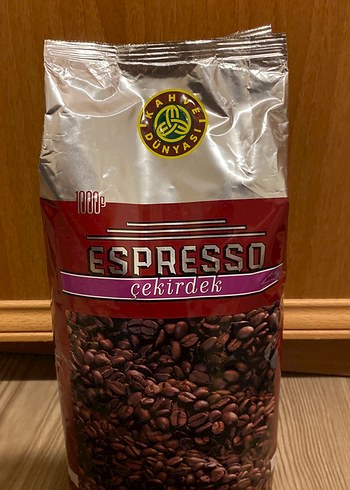 KAHVE
DÜNYASI
1000g
ESPRESSO
çekirdek